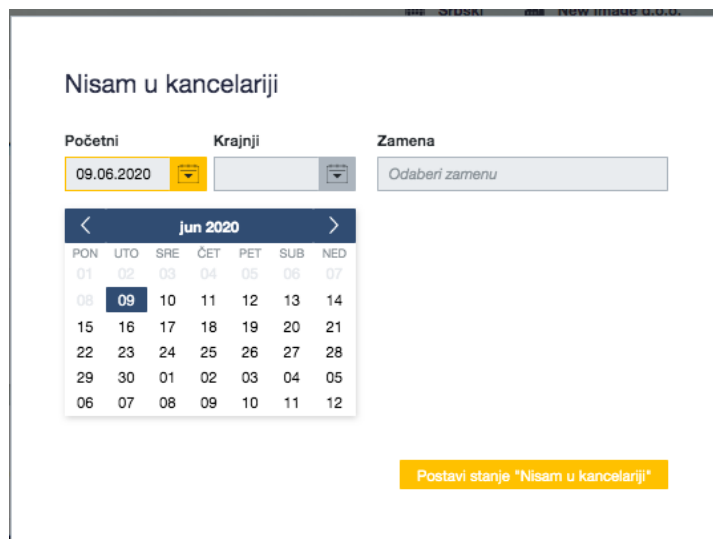 Srpski New Image d.o.o.
Nisam u kancelariji
Početni Krajnji Zamena
09.06.2020 Odaberi zamenu
jun 2020
PON UTO SRE ČET PET SUB NED
01 02 03 04 05 06 07
08 09 10 11 12 13 14
15 16 17 18 19 20 21
22 23 24 25 26 27 28
29 30 01 02 03 04 05
06 07 08 09 10 11 12
Postavi stanje "Nisam u kancelariji"